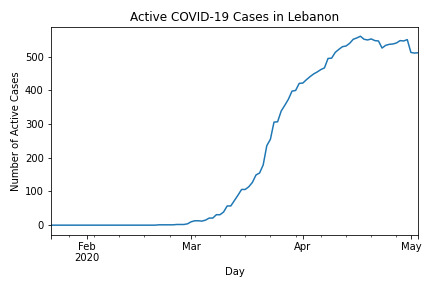 Active COVID-19 Cases in Lebanon
Number of Active Cases
500
400
300
200
100
0
Feb
2020
Mar
Apr
May
Day